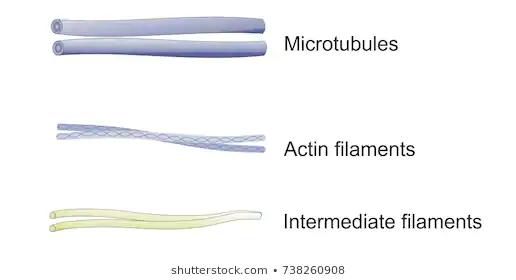 Microtubules
Actin filaments
Intermediate filaments
shutterstock.com • 738260908